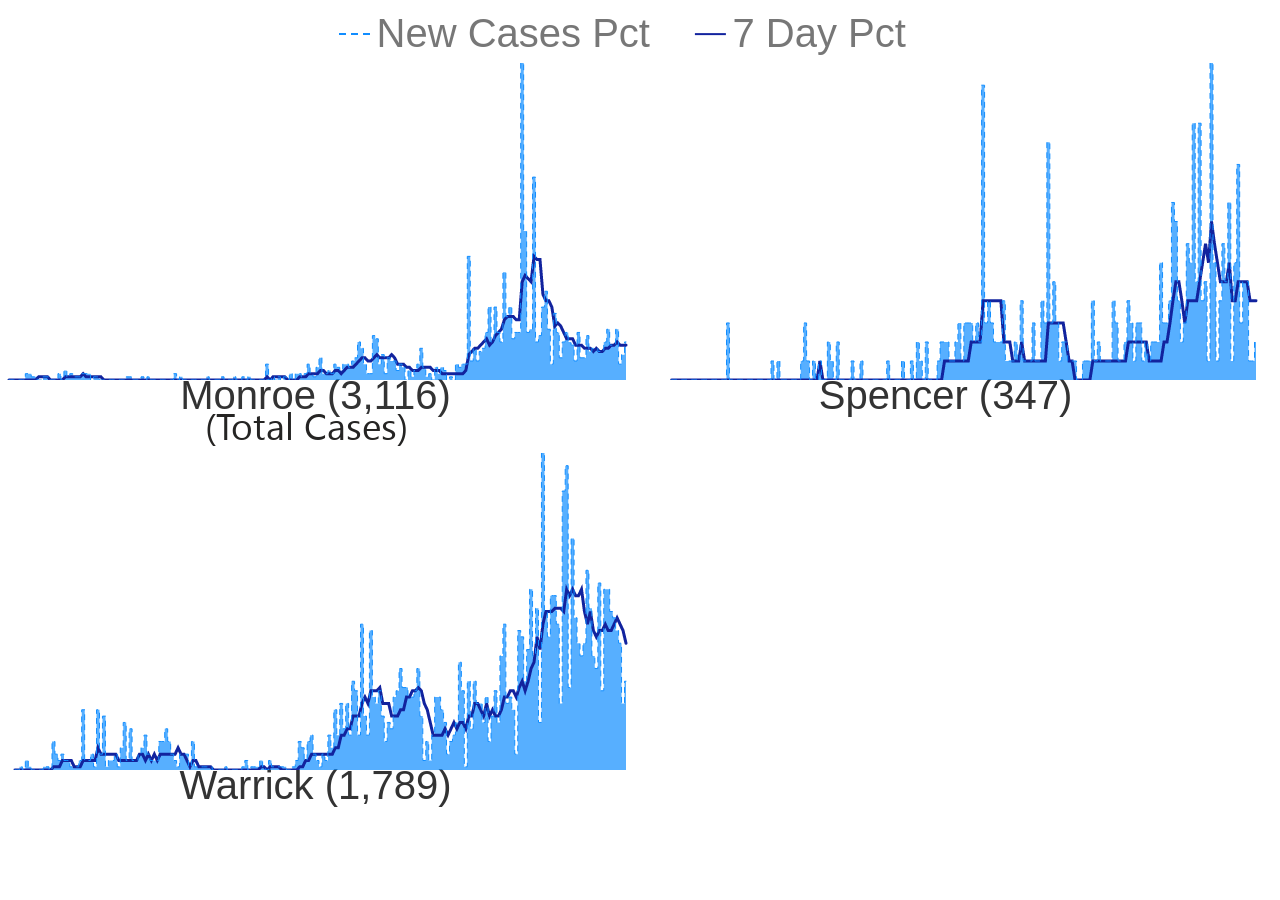 New Cases Pct 7 Day Pct
Monroe (3,116)
(Total Cases)
Spencer (347)
Warrick (1,789)